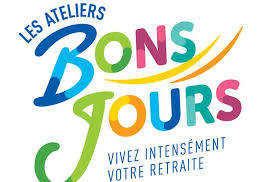 LES ATELIERS
BONS
JOURS
VIVEZ INTENSÉMENT
VOTRE RETRAITE